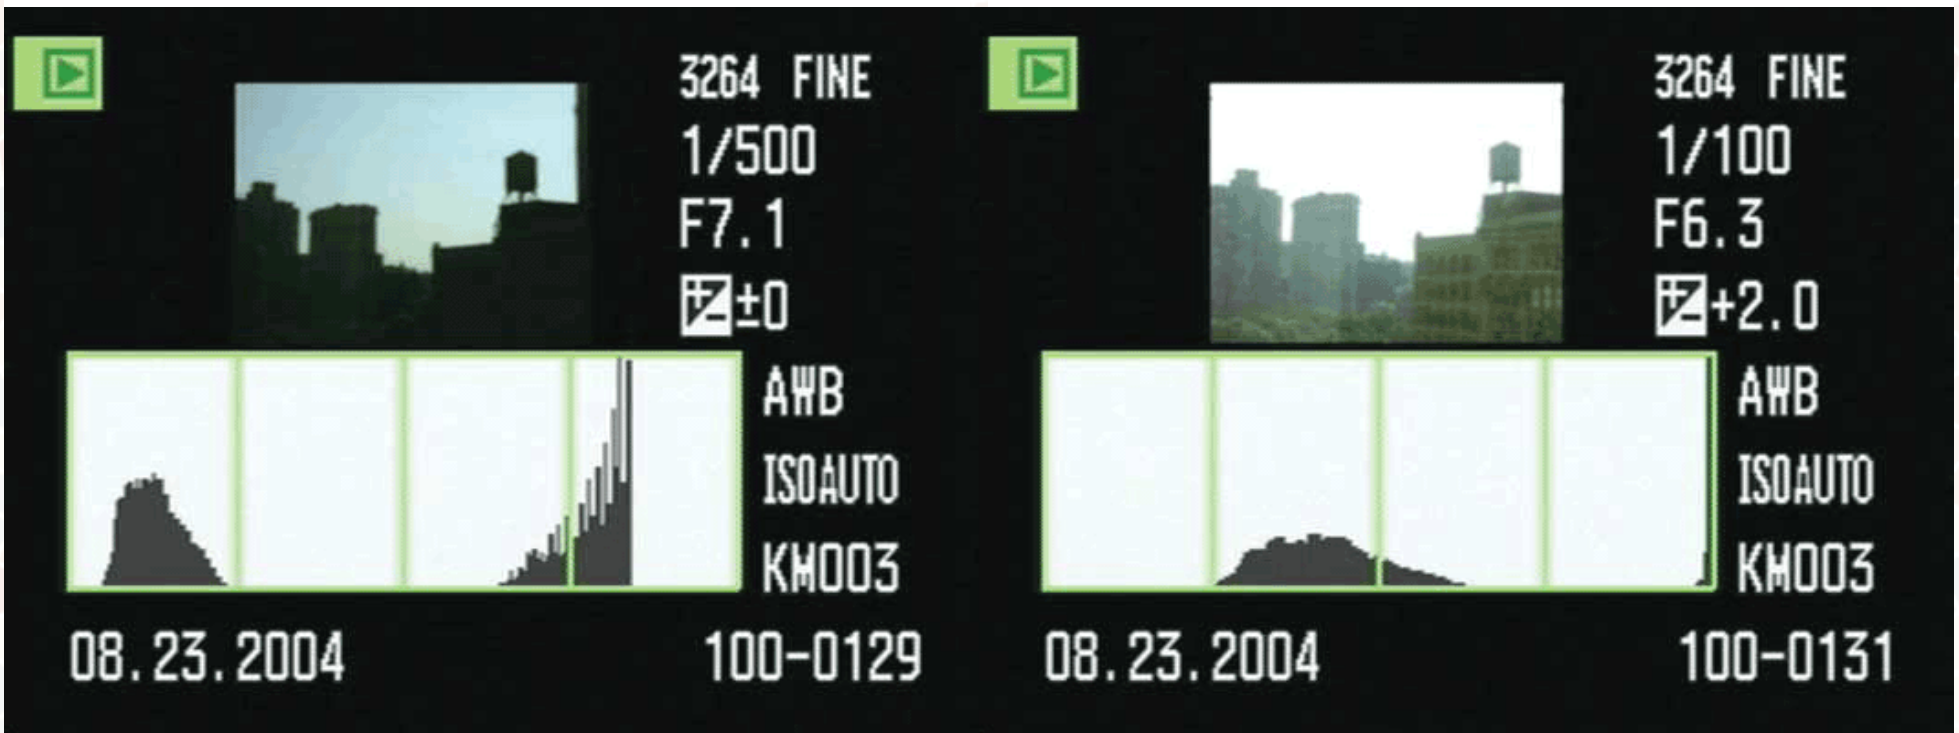 3264 FINE
1/500
F7.1
±0
AWB
ISOAUTO
KM003
08.23.2004 100-0129
3264 FINE
1/100
F6.3
+2.0
AWB
ISOAUTO
KM003
08.23.2004 100-0131